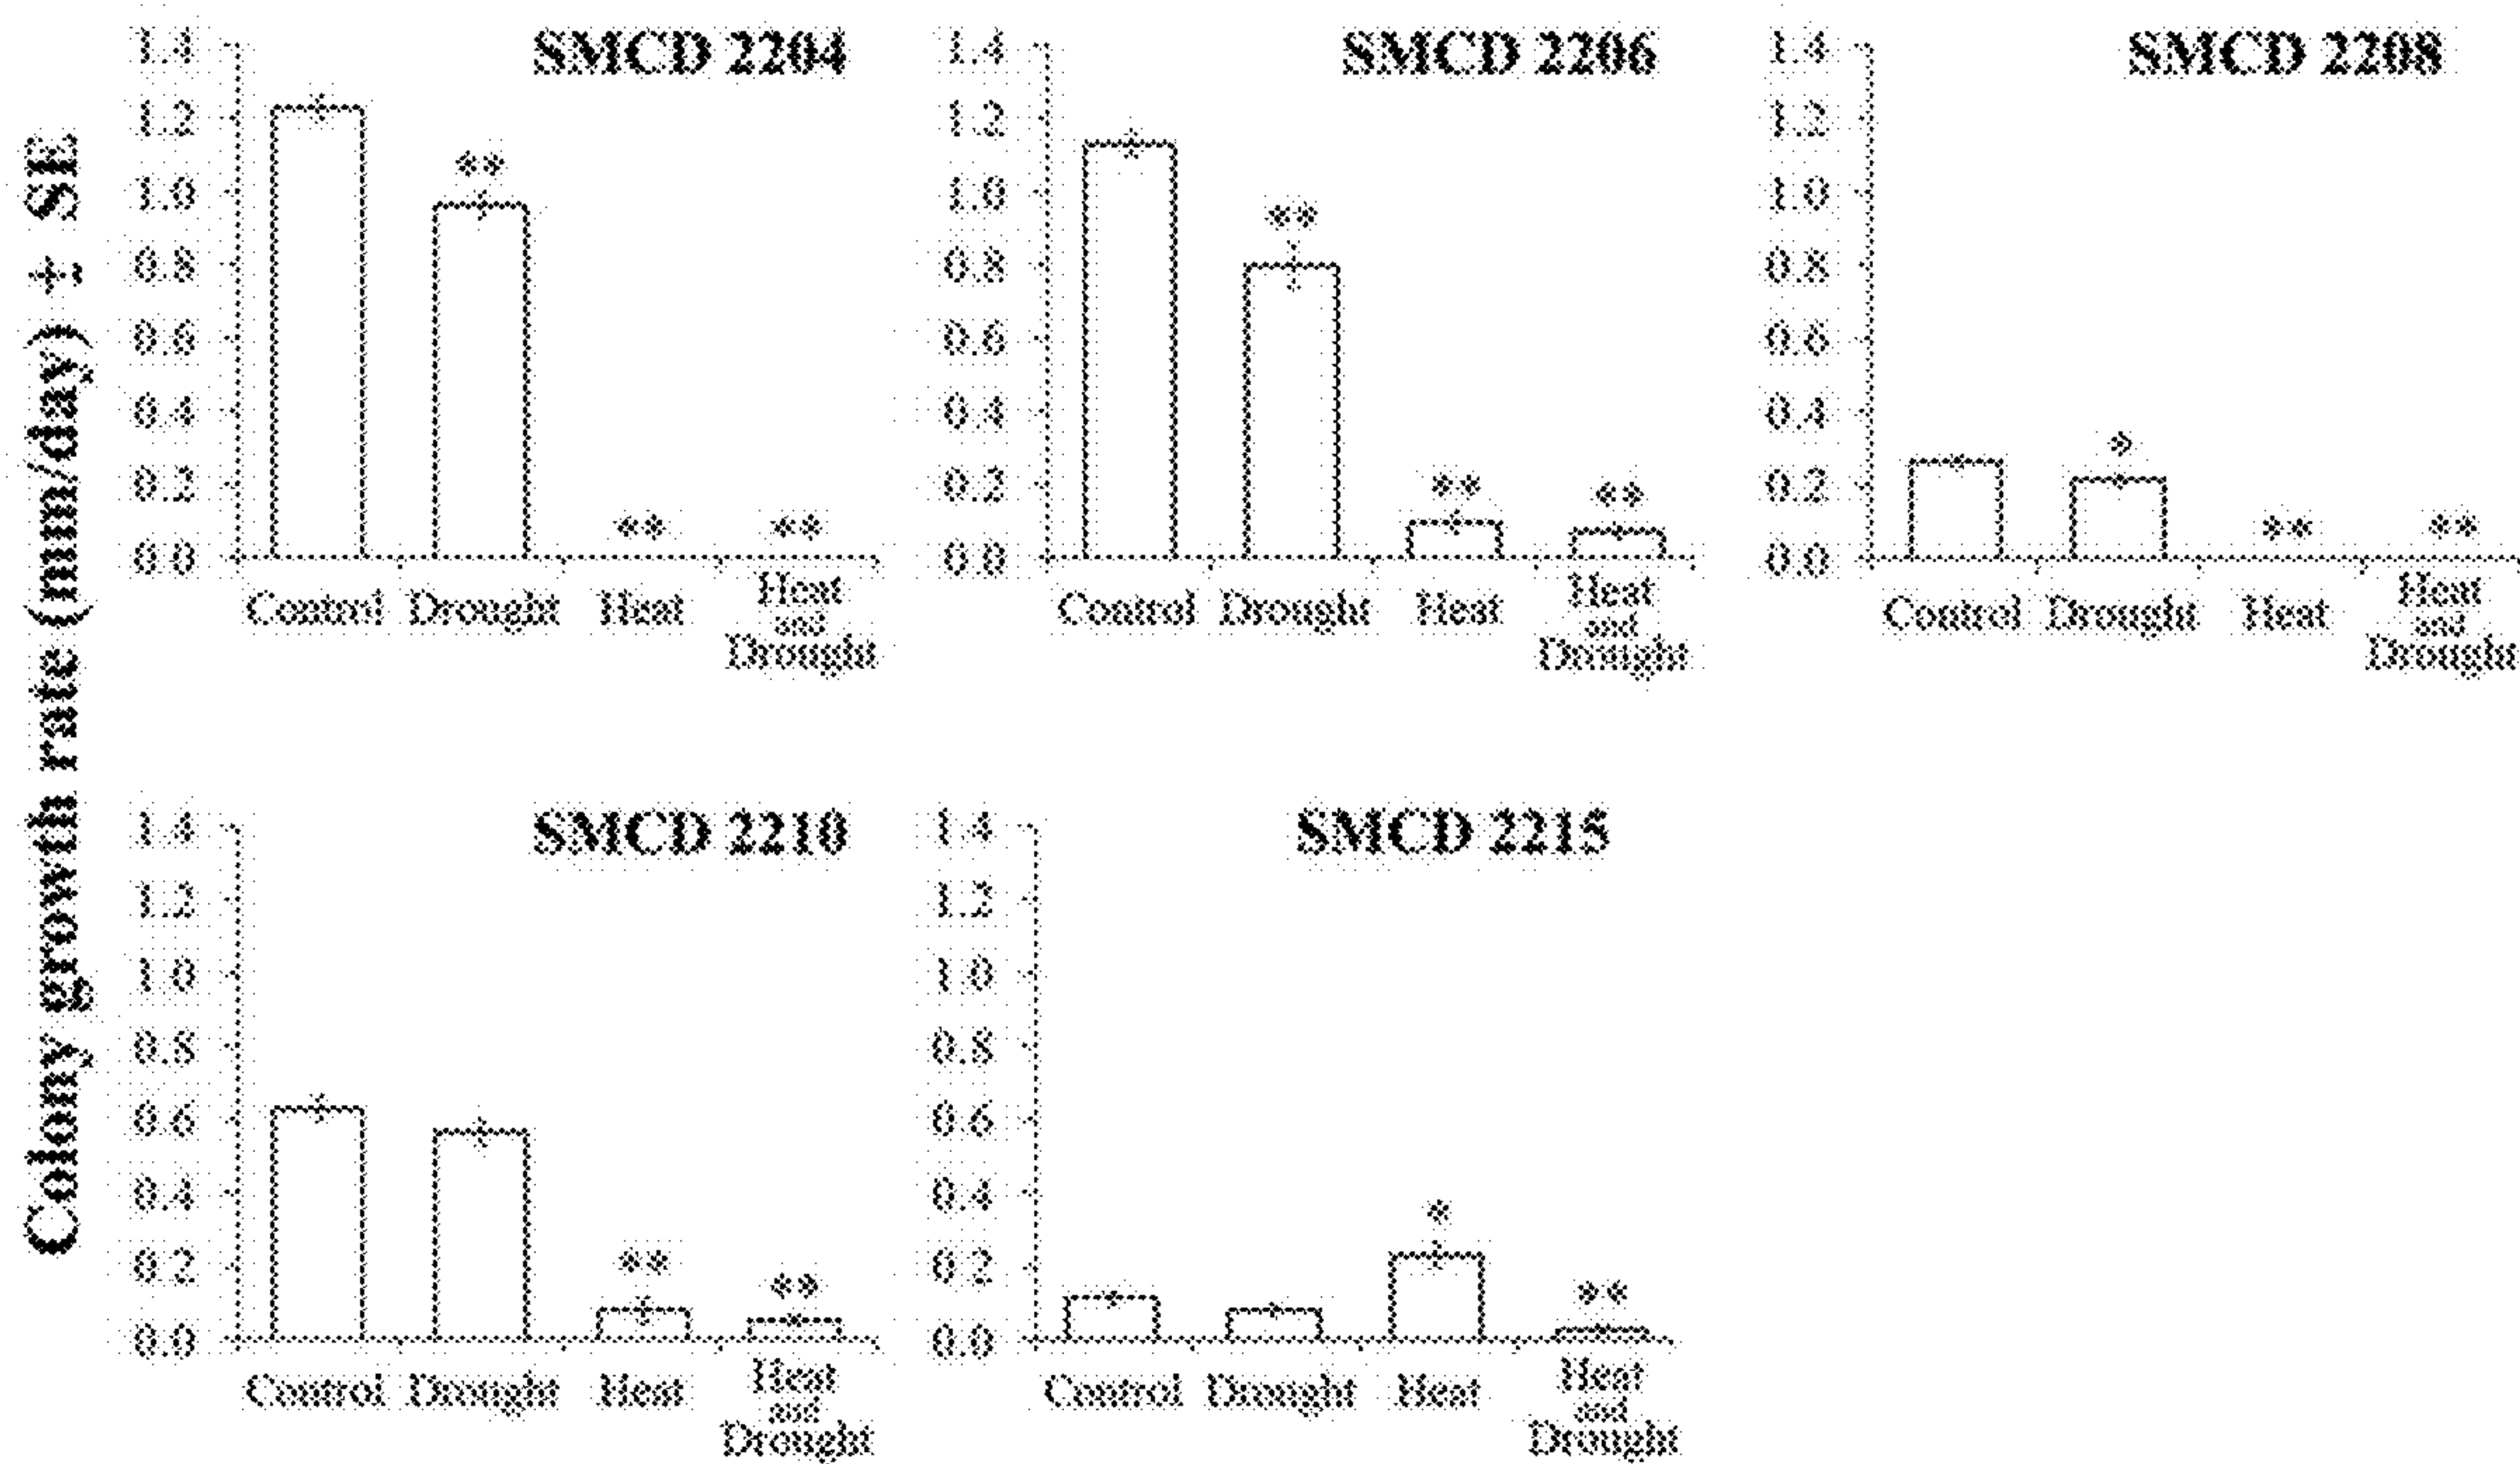 Colony growth rate (mm/day) ± SE
SMCD 2204
1.4
1.2
1.0
0.8
0.6
0.4
0.2
0.0
**
**
**
Control Drought Heat Heat
and
Drought
SMCD 2206
1.4
1.2
1.0
0.8
0.6
0.4
0.2
0.0
**
**
**
Control Drought Heat Heat
and
Drought
SMCD 2208
1.4
1.2
1.0
0.8
0.6
0.4
0.2
0.0
*
**
**
Control Drought Heat Heat
and
Drought
SMCD 2210
1.4
1.2
1.0
0.8
0.6
0.4
0.2
0.0
**
**
Control Drought Heat Heat
and
Drought
SMCD 2215
1.4
1.2
1.0
0.8
0.6
0.4
0.2
0.0
*
**
Control Drought Heat Heat
and
Drought